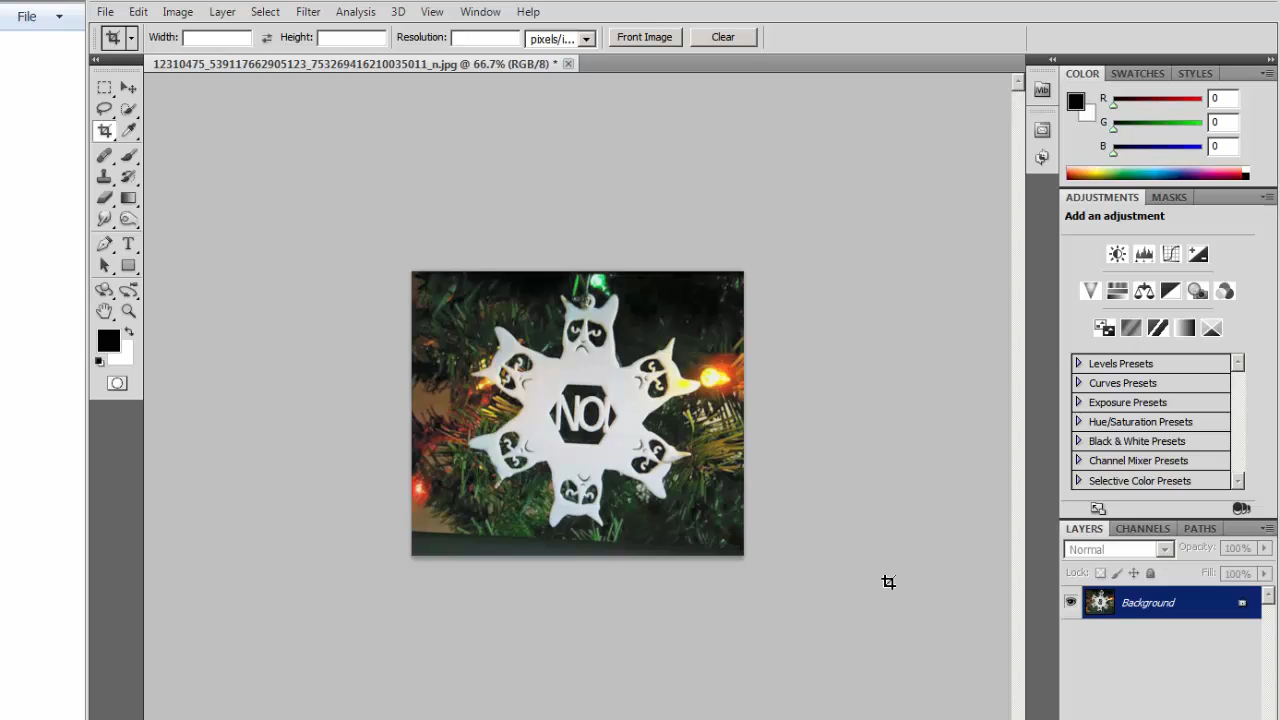 File
File Edit Image Layer Select Filter Analysis 3D View Window Help
Width: Height: Resolution: pixels/i... Front Image Clear
12310475_539117662905123_753269416210035011_n.jpg @ 66.7% (RGB/8) *
COLOR SWATCHES STYLES
Mb
R 0
G 0
B 0
ADJUSTMENTS MASKS
Add an adjustment
NO!
Levels Presets
Curves Presets
Exposure Presets
Hue/Saturation Presets
Black & White Presets
Channel Mixer Presets
Selective Color Presets
LAYERS CHANNELS PATHS
Normal Opacity: 100%
Lock: Fill: 100%
Background